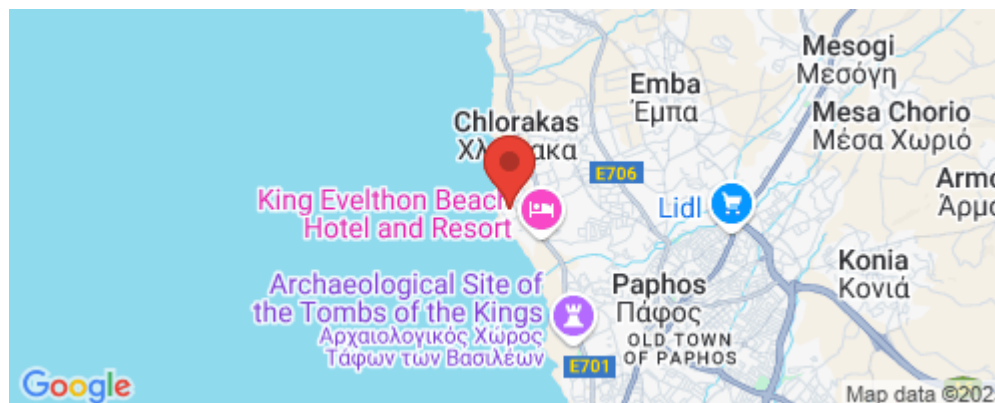 Mesogi
Μεσόγη
Emba
Έμπα
Mesa Chorio
Μέσα Χωριό
Chlorakas
E706
King Evelthon Beach
Hotel and Resort
Lidl
Konia
Κονιά
Archaeological Site of
the Tombs of the Kings
Αρχαιολογικός Χώρος
Τάφων των Βασιλέων
Paphos
Πάφος
OLD TOWN
OF PAPHOS
E701
Google
Map data